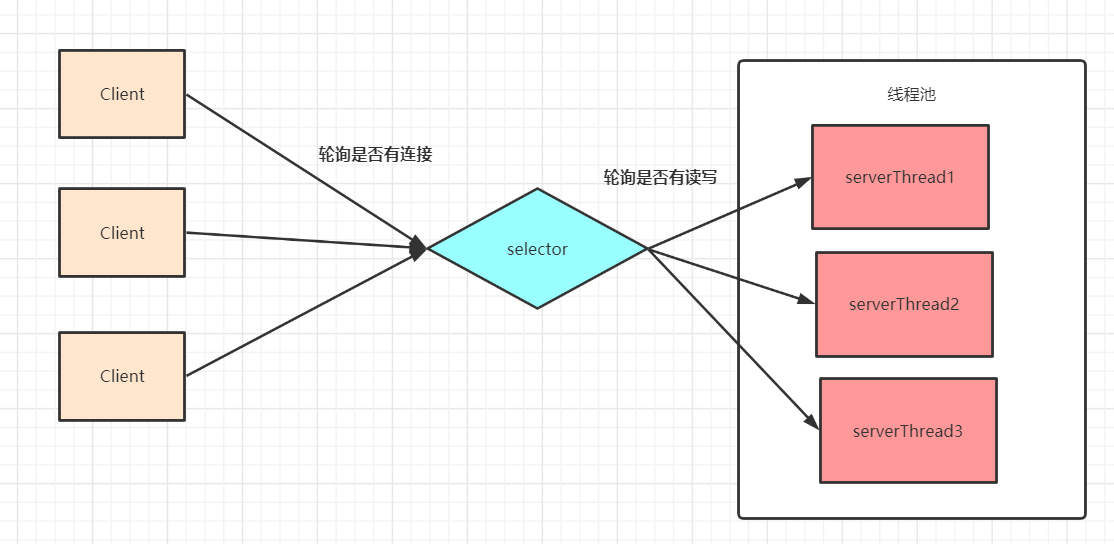 Client
轮询是否有连接
Client
Client
selector
轮询是否有读写
线程池
serverThread1
serverThread2
serverThread3